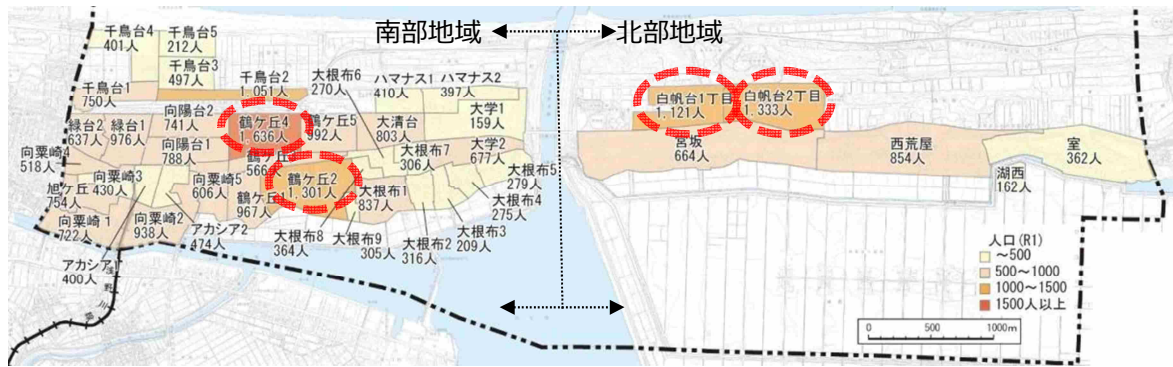 南部地域
北部地域
千鳥台4
401人
千鳥台5
212人
千鳥台3
497人
千鳥台1
750人
千鳥台2
1,051人
大根布6
270人
ハマナス1
410人
ハマナス2
397人
緑台2
637人
緑台1
976人
向陽台2
741人
鶴ケ丘4
1,636人
鶴ケ丘5
992人
大清台
803人
大学1
159人
向粟崎4
518人
向陽台1
788人
鶴ケ丘
566人
大根布7
306人
大学2
677人
旭ケ丘
754人
向粟崎3
430人
向粟崎5
606人
鶴ケ丘1
967人
鶴ケ丘2
1,301人
大根布1
837人
大根布5
279人
大根布4
275人
向粟崎1
722人
向粟崎2
938人
アカシア2
474人
大根布8
364人
大根布9
305人
大根布2
316人
大根布3
209人
アカシア1
400人
浅野川
白帆台1丁目
1,121人
白帆台2丁目
1,333人
宮坂
664人
西荒屋
854人
室
362人
湖西
162人
人口(R1)
～500
500～1000
1000～1500
1500人以上
0 500 1000m